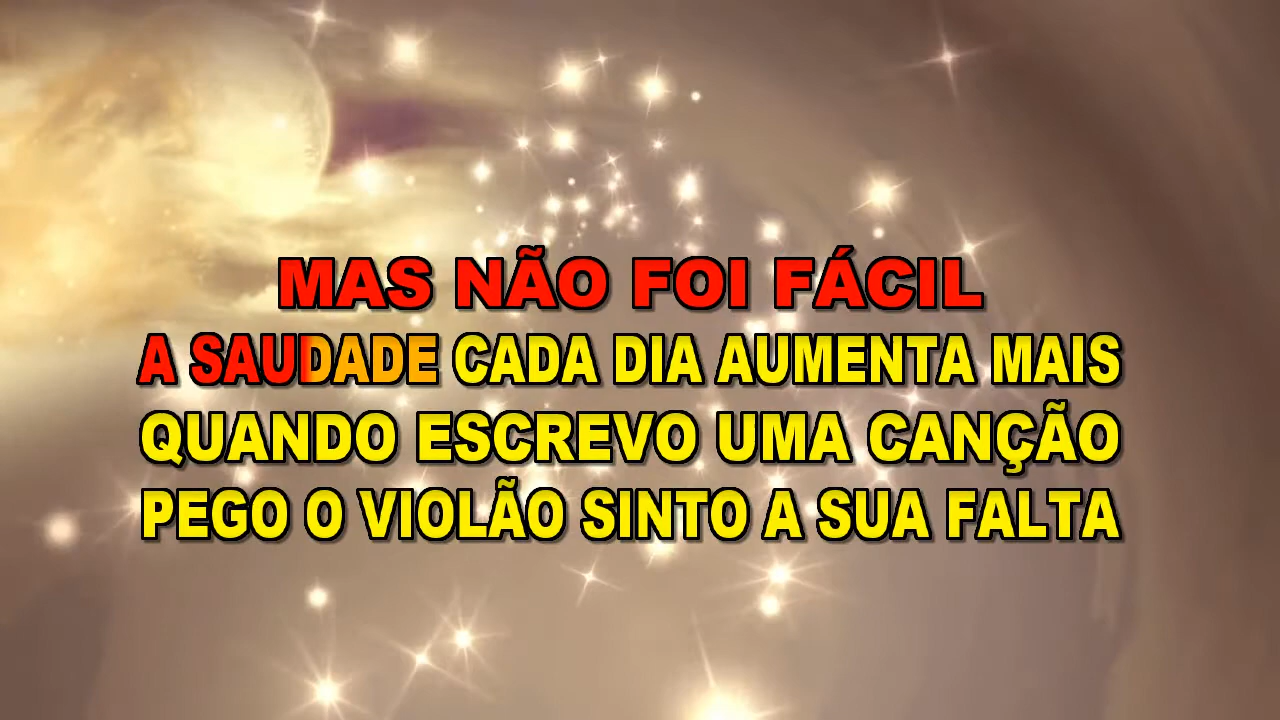 MAS NÃO FOI FÁCIL
A SAUDADE CADA DIA AUMENTA MAIS
QUANDO ESCREVO UMA CANÇÃO
PEGO O VIOLÃO SINTO A SUA FALTA